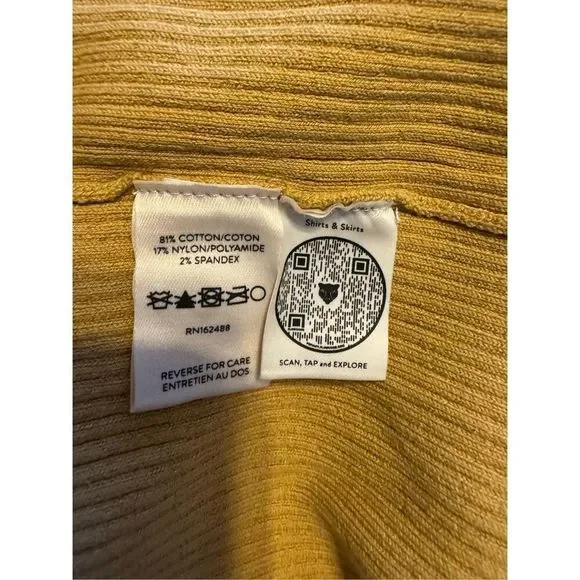 81% COTTON/COTON
17% NYLON/POLYAMIDE
2% SPANDEX
RN162488
REVERSE FOR CARE
ENTRETIEN AU DOS
Shirts & Skirts
SCAN, TAP and EXPLORE